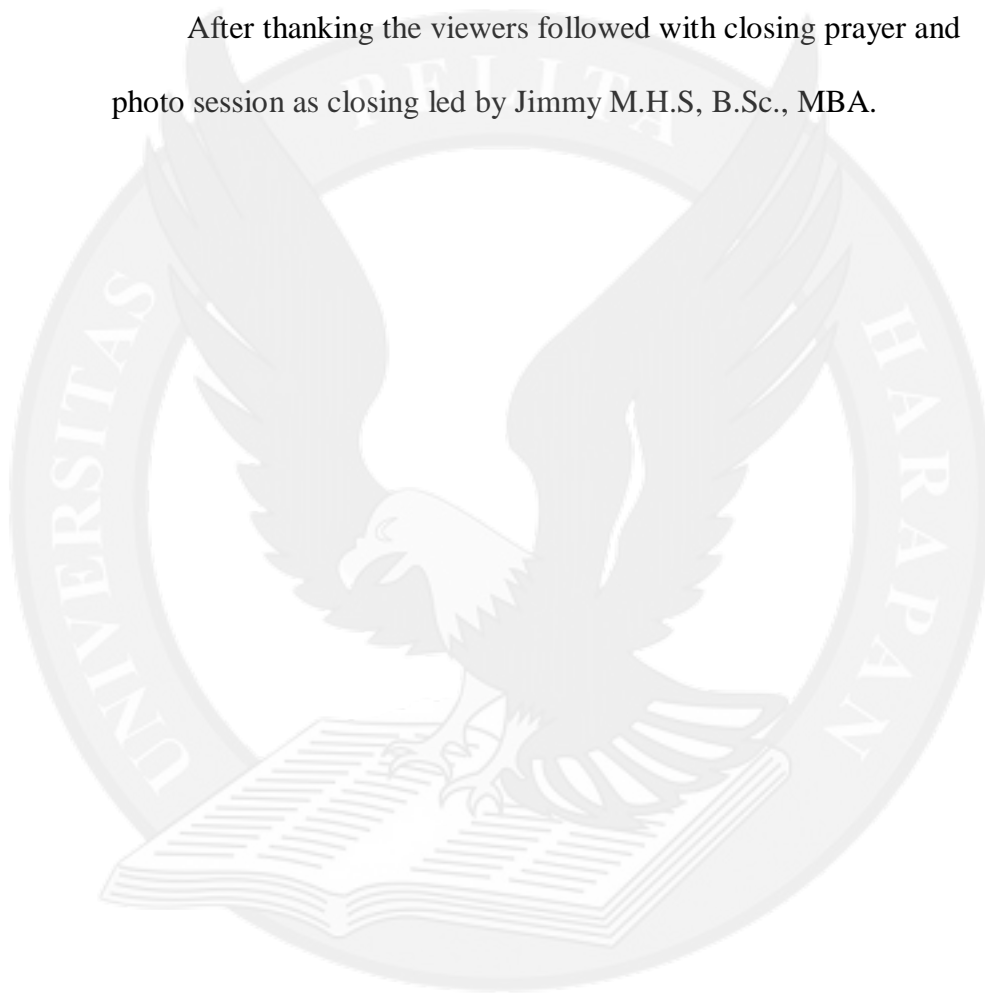 After thanking the viewers followed with closing prayer and
photo session as closing led by Jimmy M.H.S, B.Sc., MBA.
UNIVERSITAS
PELITA
HARAPAN